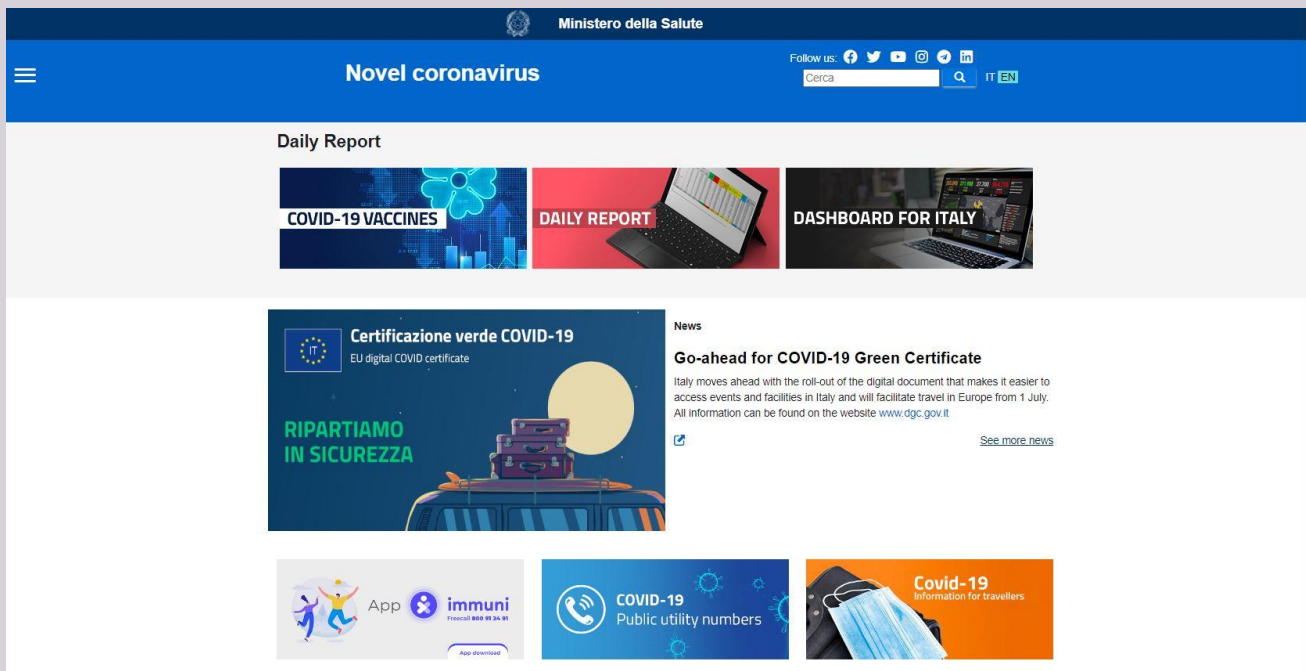 Ministero della Salute
Novel coronavirus
Follow us:
Cerca
IT EN
Daily Report
COVID-19 VACCINES
DAILY REPORT
DASHBOARD FOR ITALY
IT
Certificazione verde COVID-19
EU digital COVID certificate
RIPARTIAMO
IN SICUREZZA
News
Go-ahead for COVID-19 Green Certificate
Italy moves ahead with the roll-out of the digital document that makes it easier to
access events and facilities in Italy and will facilitate travel in Europe from 1 July.
All information can be found on the website www.dgc.gov.it
See more news
App immuni
Freecall 800 91 24 91
App download
COVID-19
Public utility numbers
Covid-19
Information for travellers